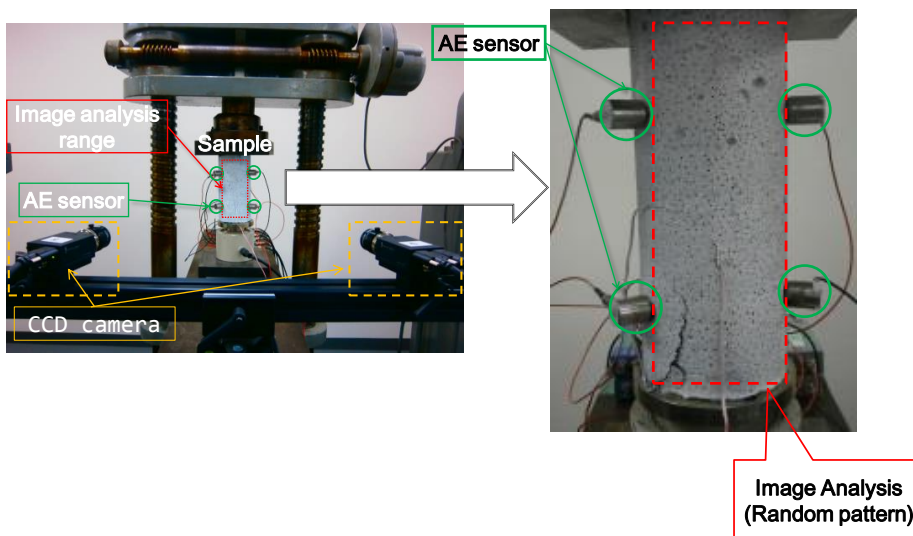 Image analysis
range
Sample
AE sensor
CCD camera
AE sensor
Image Analysis
(Random pattern)